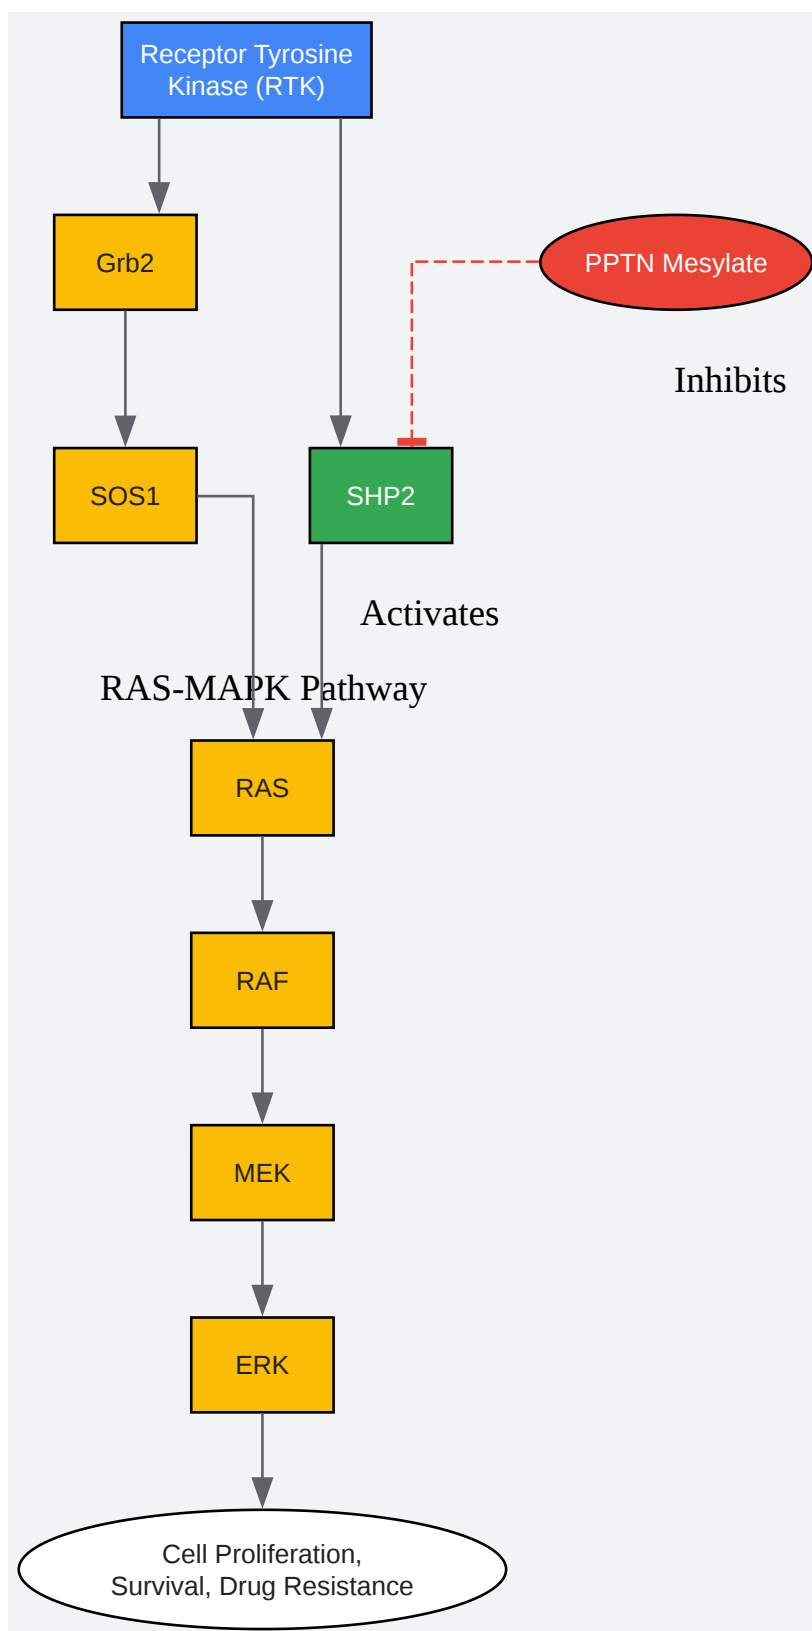 Receptor Tyrosine
Kinase (RTK)
Grb2
PPTN Mesylate
Inhibits
SOS1
SHP2
Activates
RAS-MAPK Pathway
RAS
RAF
MEK
ERK
Cell Proliferation,
Survival, Drug Resistance